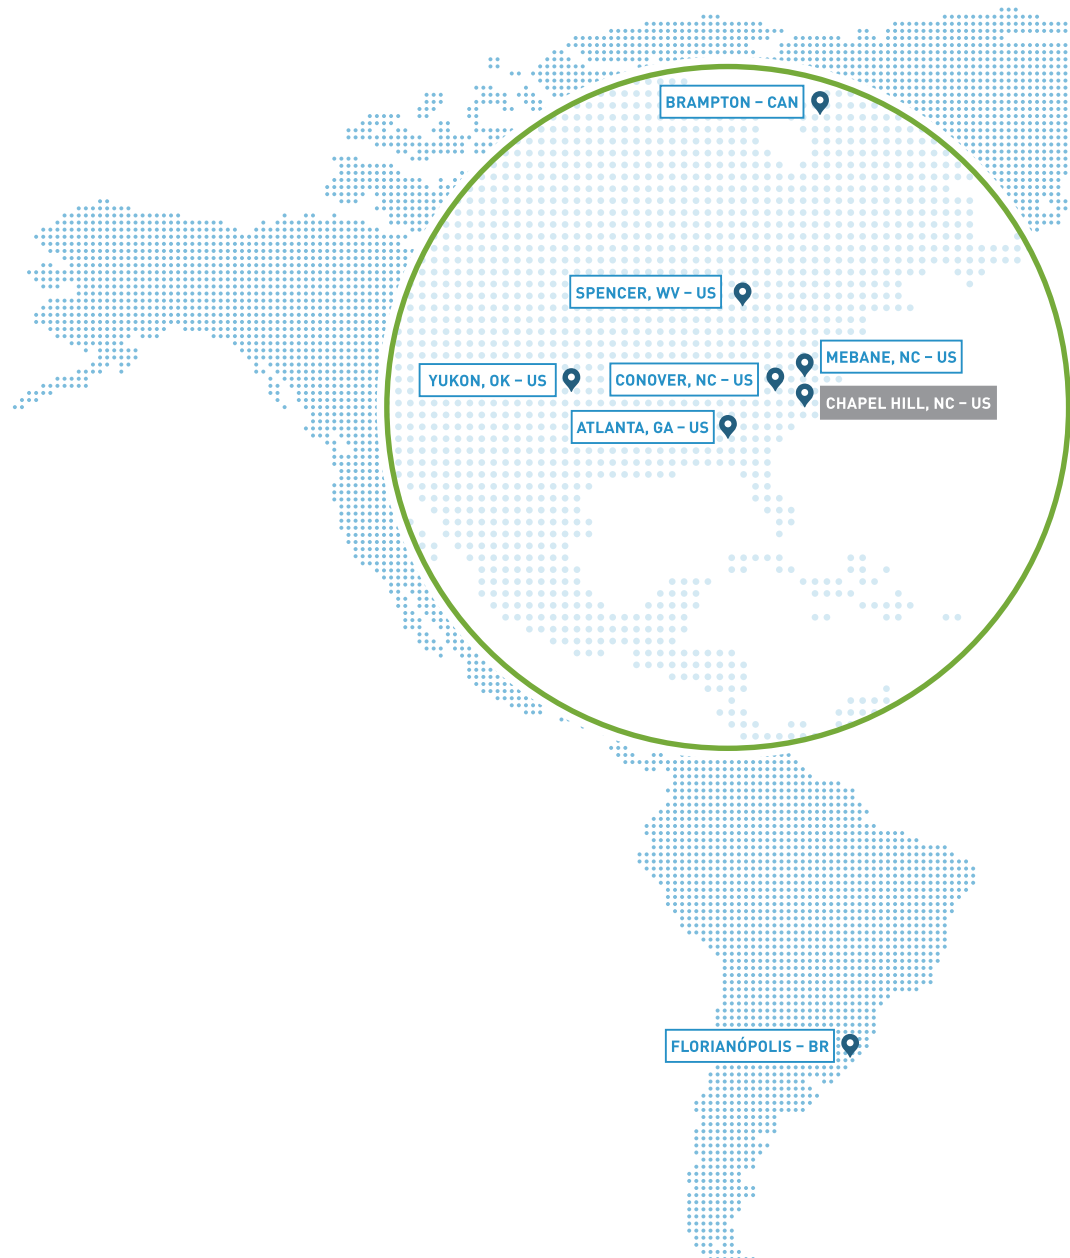 BRAMPTON – CAN
SPENCER, WV – US
MEBANE, NC – US
YUKON, OK – US
CONOVER, NC – US
CHAPEL HILL, NC – US
ATLANTA, GA – US
FLORIANÓPOLIS – BR